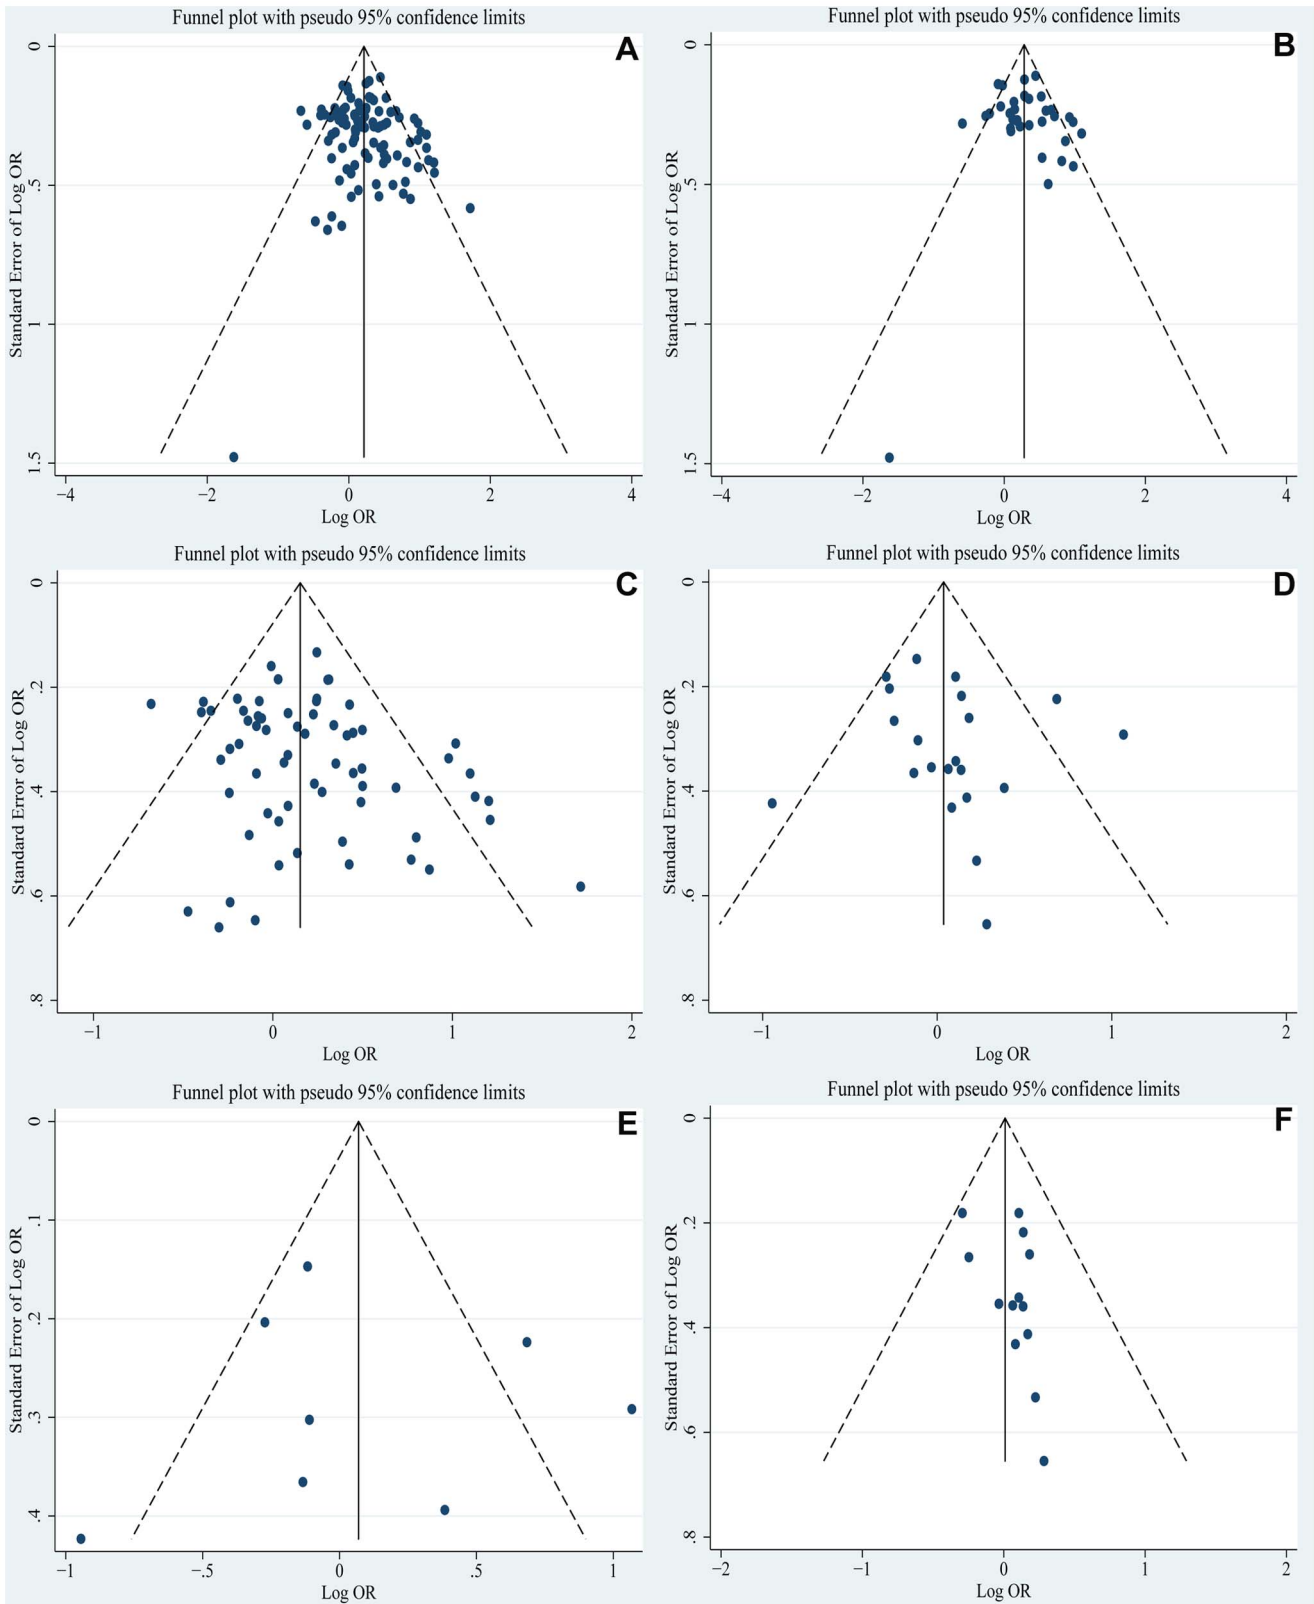 Funnel plot with pseudo 95% confidence limits
A
Standard Error of Log OR
0
.5
1
1.5
−4
−2
0
2
4
Log OR
Funnel plot with pseudo 95% confidence limits
B
Standard Error of Log OR
0
.5
1
1.5
−4
−2
0
2
4
Log OR
Funnel plot with pseudo 95% confidence limits
C
Standard Error of Log OR
0
.2
.4
.6
.8
−1
0
1
2
Log OR
Funnel plot with pseudo 95% confidence limits
D
Standard Error of Log OR
0
.2
.4
.6
.8
−1
0
1
2
Log OR
Funnel plot with pseudo 95% confidence limits
E
Standard Error of Log OR
0
.1
.2
.3
.4
−1
−.5
0
.5
1
Log OR
Funnel plot with pseudo 95% confidence limits
F
Standard Error of Log OR
0
.2
.4
.6
.8
−2
−1
0
1
2
Log OR